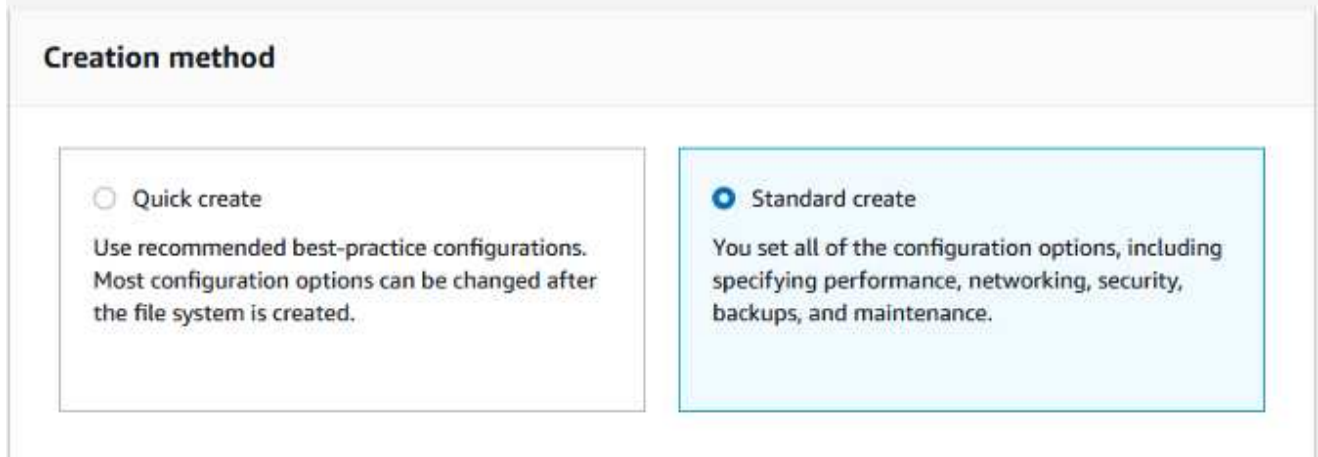 Creation method
Quick create
Use recommended best-practice configurations.
Most configuration options can be changed after
the file system is created.
Standard create
You set all of the configuration options, including
specifying performance, networking, security,
backups, and maintenance.